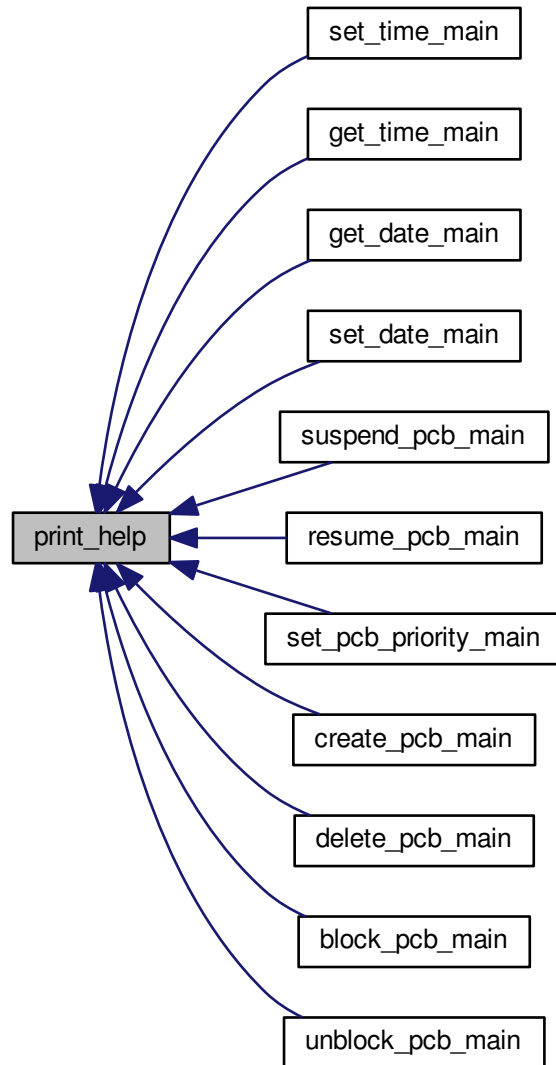 set_time_main
get_time_main
get_date_main
set_date_main
suspend_pcb_main
print_help
resume_pcb_main
set_pcb_priority_main
create_pcb_main
delete_pcb_main
block_pcb_main
unblock_pcb_main